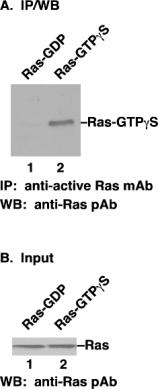 A. IP/WB
Ras-GDP
Ras-GTPγS
–Ras-GTPγS
1 2
IP: anti-active Ras mAb
WB: anti-Ras pAb
B. Input
Ras-GDP
Ras-GTPγS
–Ras
1 2
WB: anti-Ras pAb